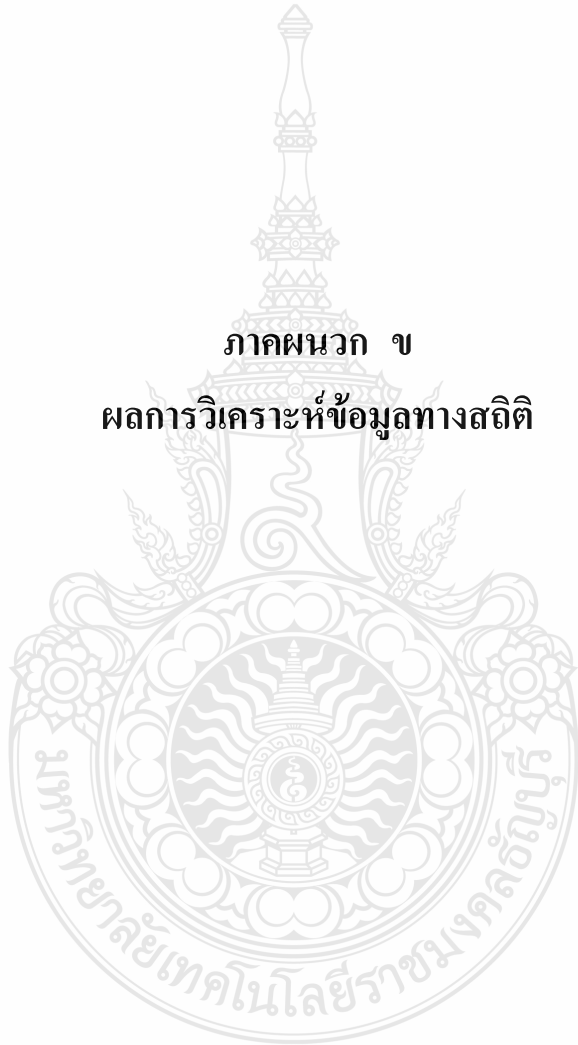 ภาคผนวก ข
ผลการวิเคราะห์ข้อมูลทางสถิติ
มหาวิทยาลัยเทคโนโลยีราชมงคลธัญบุรี